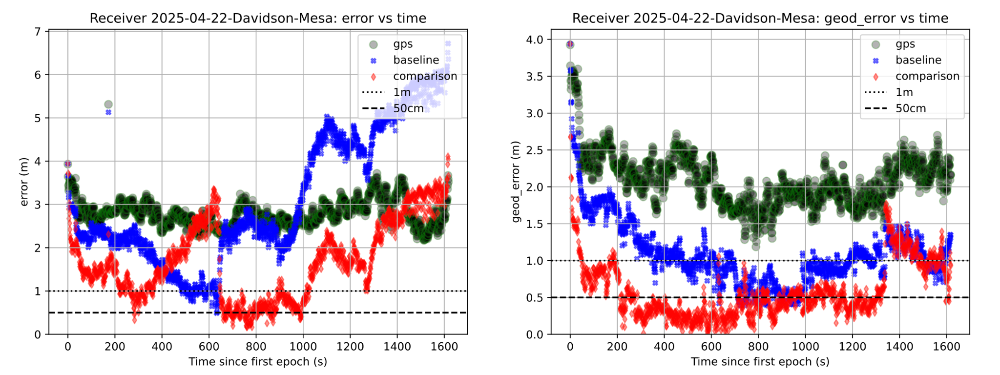 Receiver 2025-04-22-Davidson-Mesa: error vs time
error (m)
7
6
5
4
3
2
1
0
gps
baseline
comparison
1m
50cm
0 200 400 600 800 1000 1200 1400 1600
Time since first epoch (s)
Receiver 2025-04-22-Davidson-Mesa: geod_error vs time
geod_error (m)
4.0
3.5
3.0
2.5
2.0
1.5
1.0
0.5
0.0
gps
baseline
comparison
1m
50cm
0 200 400 600 800 1000 1200 1400 1600
Time since first epoch (s)